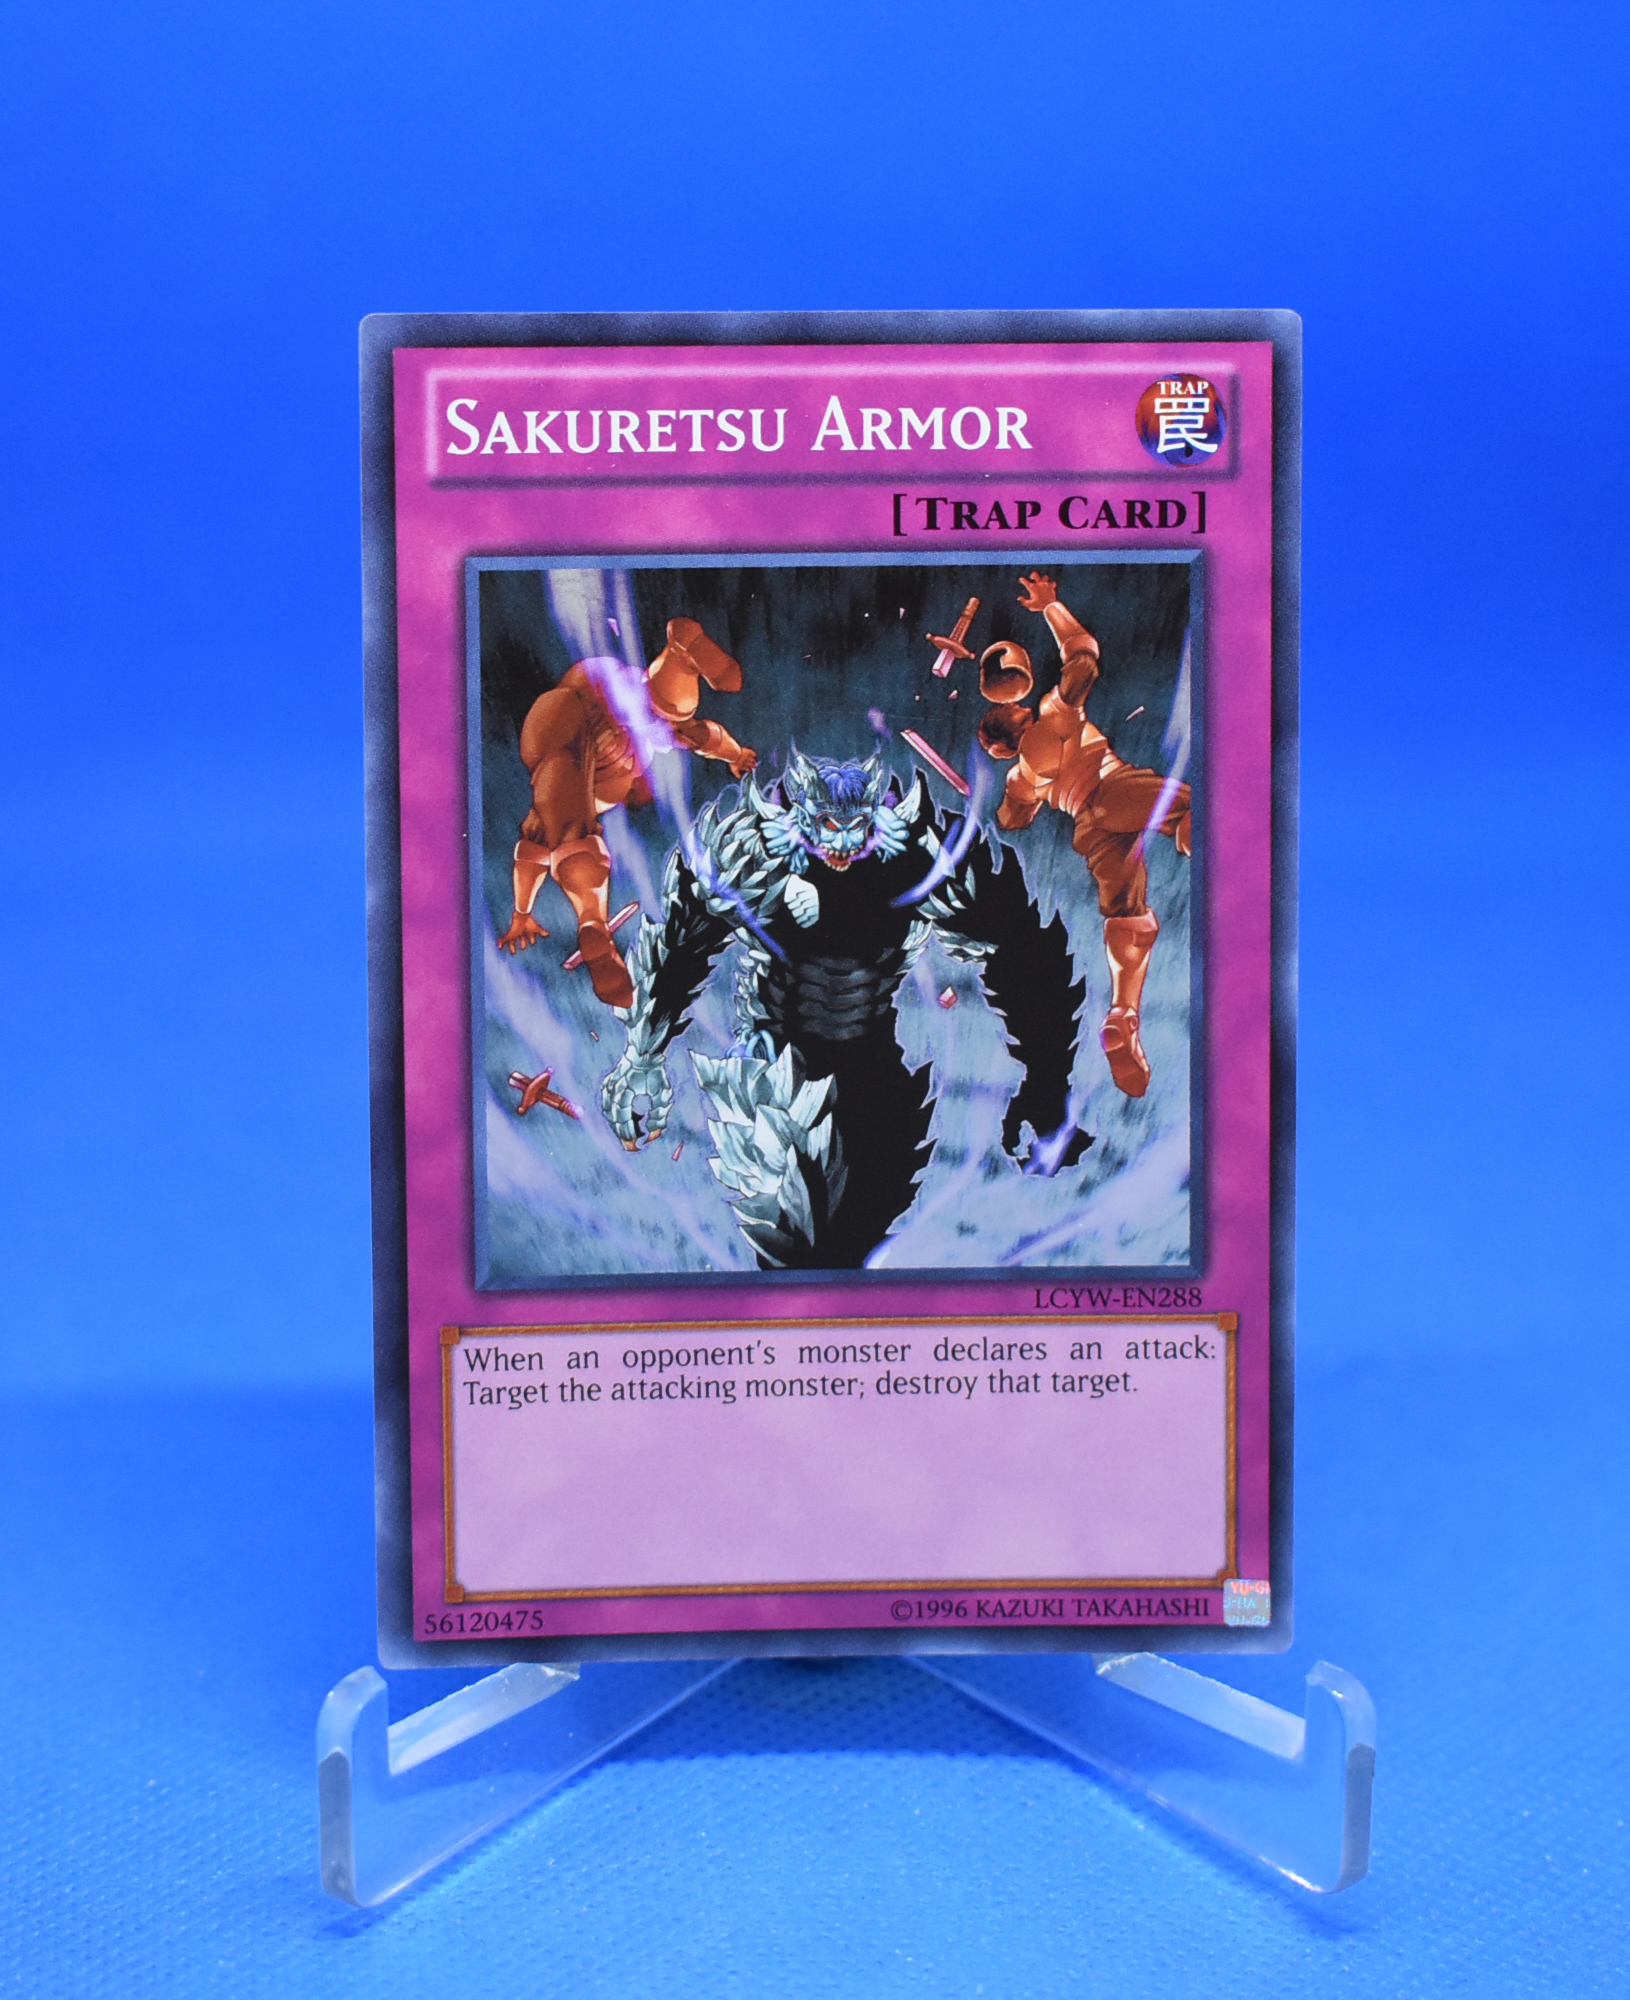 SAKURETSU ARMOR
TRAP
罠
[TRAP CARD]
LCYW-EN288
When an opponent's monster declares an attack:
Target the attacking monster; destroy that target.
56120475
©1996 KAZUKI TAKAHASHI